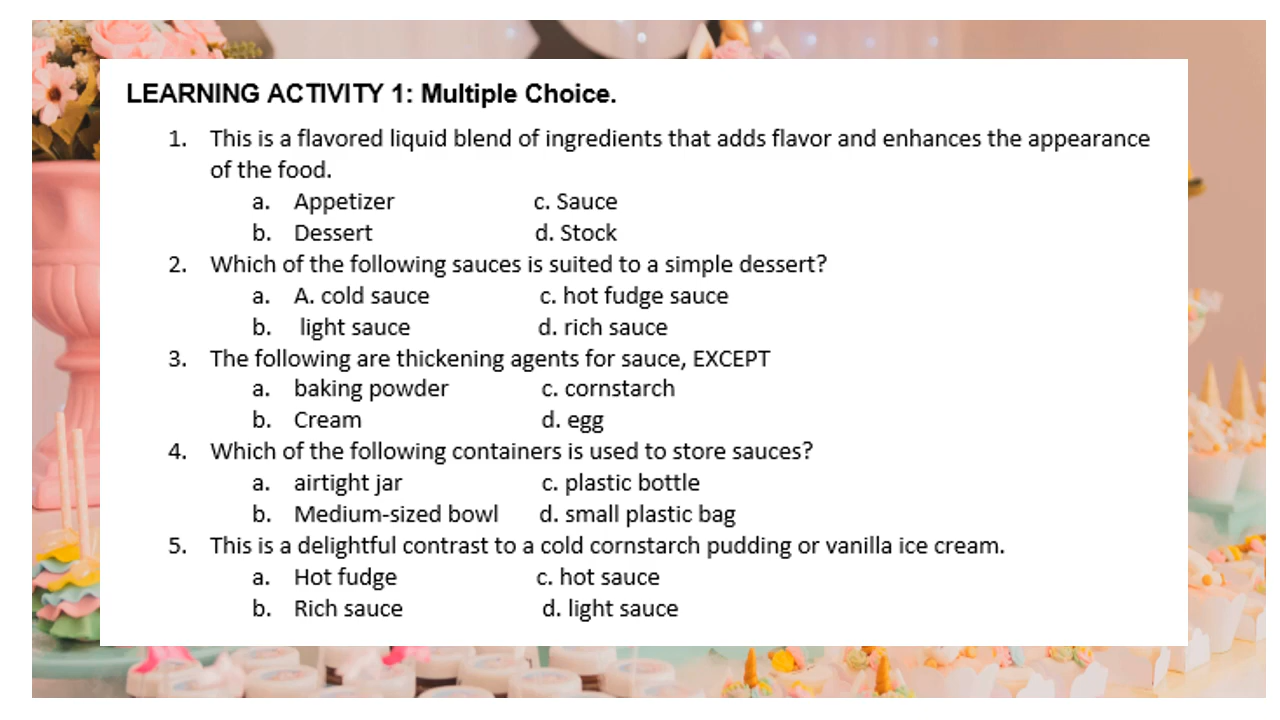 LEARNING ACTIVITY 1: Multiple Choice.
1. This is a flavored liquid blend of ingredients that adds flavor and enhances the appearance
of the food.
a. Appetizer c. Sauce
b. Dessert d. Stock
2. Which of the following sauces is suited to a simple dessert?
a. A. cold sauce c. hot fudge sauce
b. light sauce d. rich sauce
3. The following are thickening agents for sauce, EXCEPT
a. baking powder c. cornstarch
b. Cream d. egg
4. Which of the following containers is used to store sauces?
a. airtight jar c. plastic bottle
b. Medium-sized bowl d. small plastic bag
5. This is a delightful contrast to a cold cornstarch pudding or vanilla ice cream.
a. Hot fudge c. hot sauce
b. Rich sauce d. light sauce